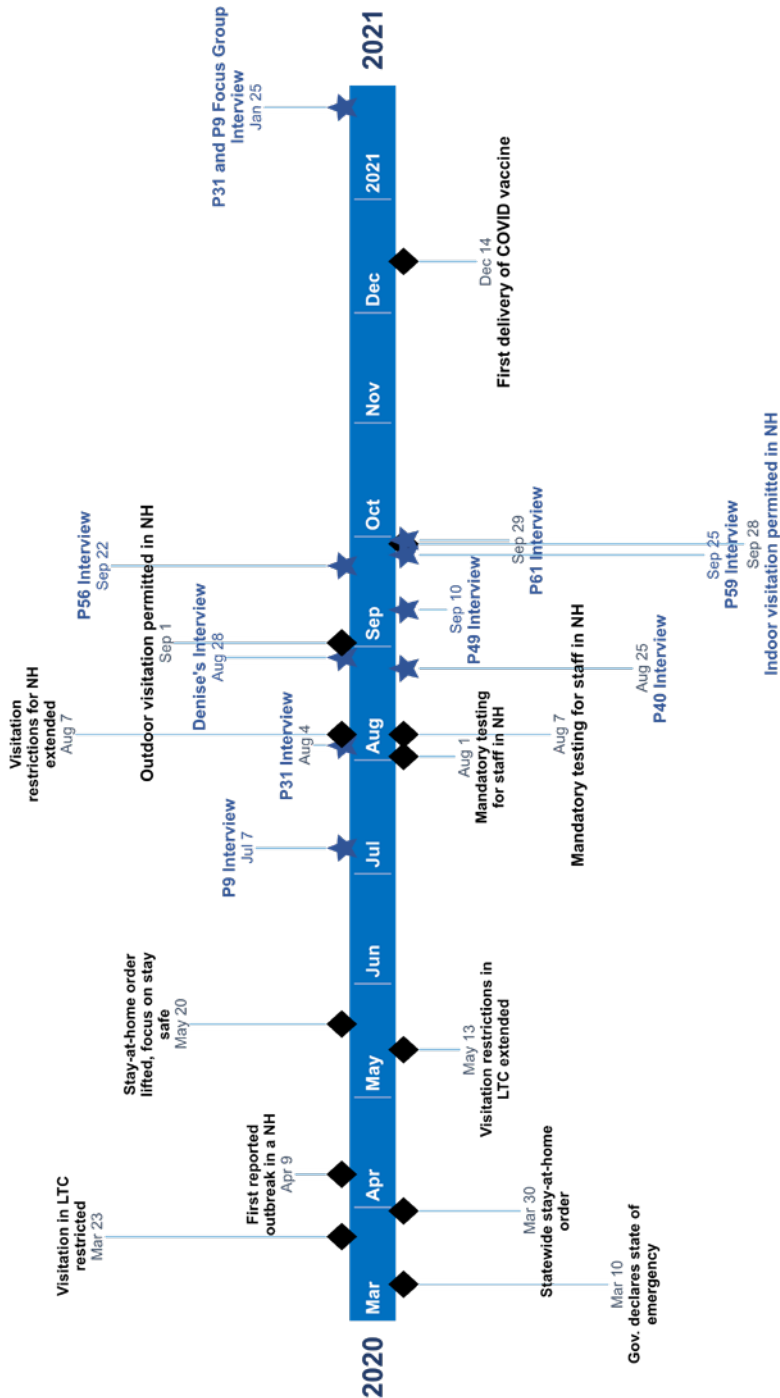 Visitation in LTC
restricted
Mar 23
First reported
outbreak in a NH
Apr 9
Stay-at-home order
lifted, focus on stay
safe
May 20
P9 Interview
Jul 7
P31 Interview
Aug 4
Visitation
restrictions for NH
extended
Aug 7
Denise's Interview
Aug 28
Outdoor visitation permitted in NH
Sep 1
P56 Interview
Sep 22
P31 and P9 Focus Group
Interview
Jan 25
2020
Mar
Apr
May
Jun
Jul
Aug
Sep
Oct
Nov
Dec
2021
2021
Mar 10
Gov. declares state of
emergency
Mar 30
Statewide stay-at-home
order
May 13
Visitation restrictions in
LTC extended
Aug 1
Mandatory testing
for staff in NH
Aug 7
Mandatory testing for staff in NH
Aug 25
P40 Interview
Sep 10
P49 Interview
Sep 25
P59 Interview
Sep 28
Indoor visitation permitted in NH
Sep 29
P61 Interview
Dec 14
First delivery of COVID vaccine